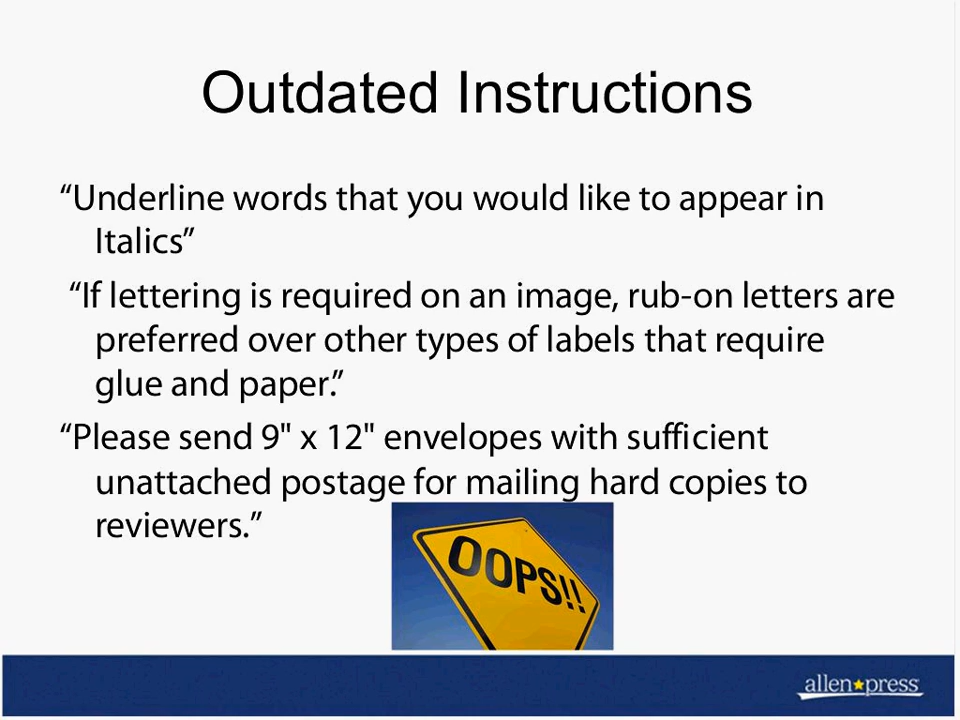 Outdated Instructions
“Underline words that you would like to appear in
Italics”
“If lettering is required on an image, rub-on letters are
preferred over other types of labels that require
glue and paper.”
“Please send 9" x 12" envelopes with sufficient
unattached postage for mailing hard copies to
reviewers.”
OOPS!!
allen press